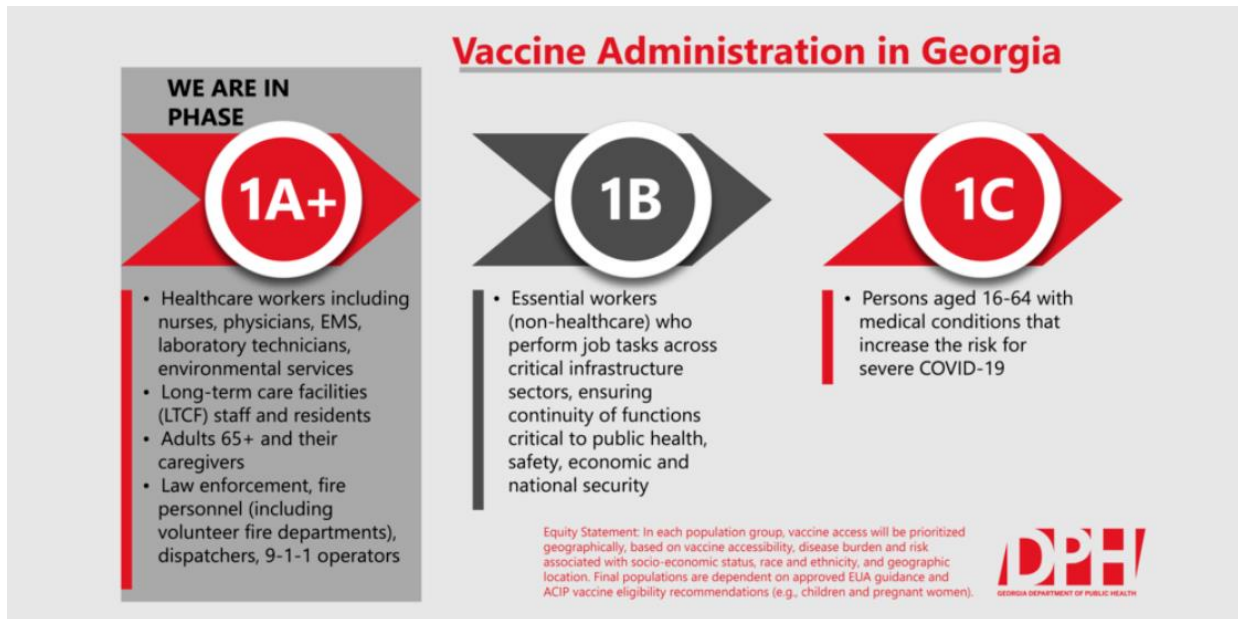 Vaccine Administration in Georgia
WE ARE IN
PHASE
1A+
• Healthcare workers including
nurses, physicians, EMS,
laboratory technicians,
environmental services
• Long-term care facilities
(LTCF) staff and residents
• Adults 65+ and their
caregivers
• Law enforcement, fire
personnel (including
volunteer fire departments),
dispatchers, 9-1-1 operators
1B
• Essential workers
(non-healthcare) who
perform job tasks across
critical infrastructure
sectors, ensuring
continuity of functions
critical to public health,
safety, economic and
national security
1C
• Persons aged 16-64 with
medical conditions that
increase the risk for
severe COVID-19
Equity Statement: In each population group, vaccine access will be prioritized
geographically, based on vaccine accessibility, disease burden and risk
associated with socio-economic status, race and ethnicity, and geographic
location. Final populations are dependent on approved EUA guidance and
ACIP vaccine eligibility recommendations (e.g., children and pregnant women).
DPH
GEORGIA DEPARTMENT OF PUBLIC HEALTH